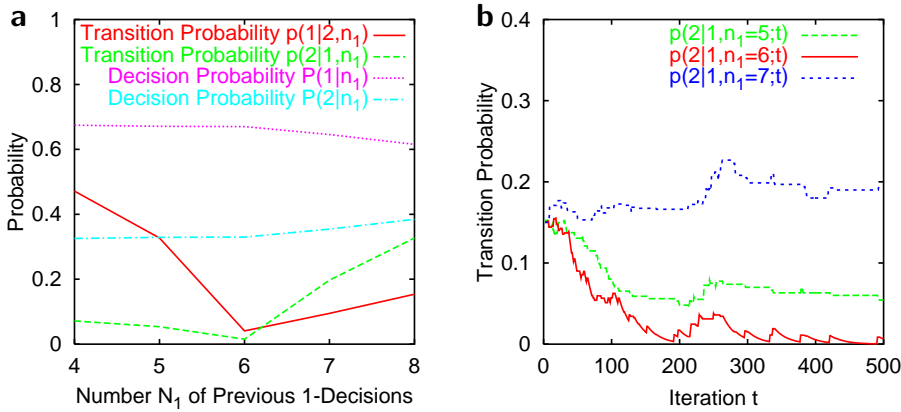 a
Transition Probability p(1|2,n₁)
Transition Probability p(2|1,n₁)
Decision Probability P(1|n₁)
Decision Probability P(2|n₁)
1
0.8
0.6
0.4
0.2
0
Probability
4 5 6 7 8
Number N₁ of Previous 1-Decisions
b
p(2|1,n₁=5;t)
p(2|1,n₁=6;t)
p(2|1,n₁=7;t)
0.4
0.3
0.2
0.1
0
Transition Probability
0 100 200 300 400 500
Iteration t